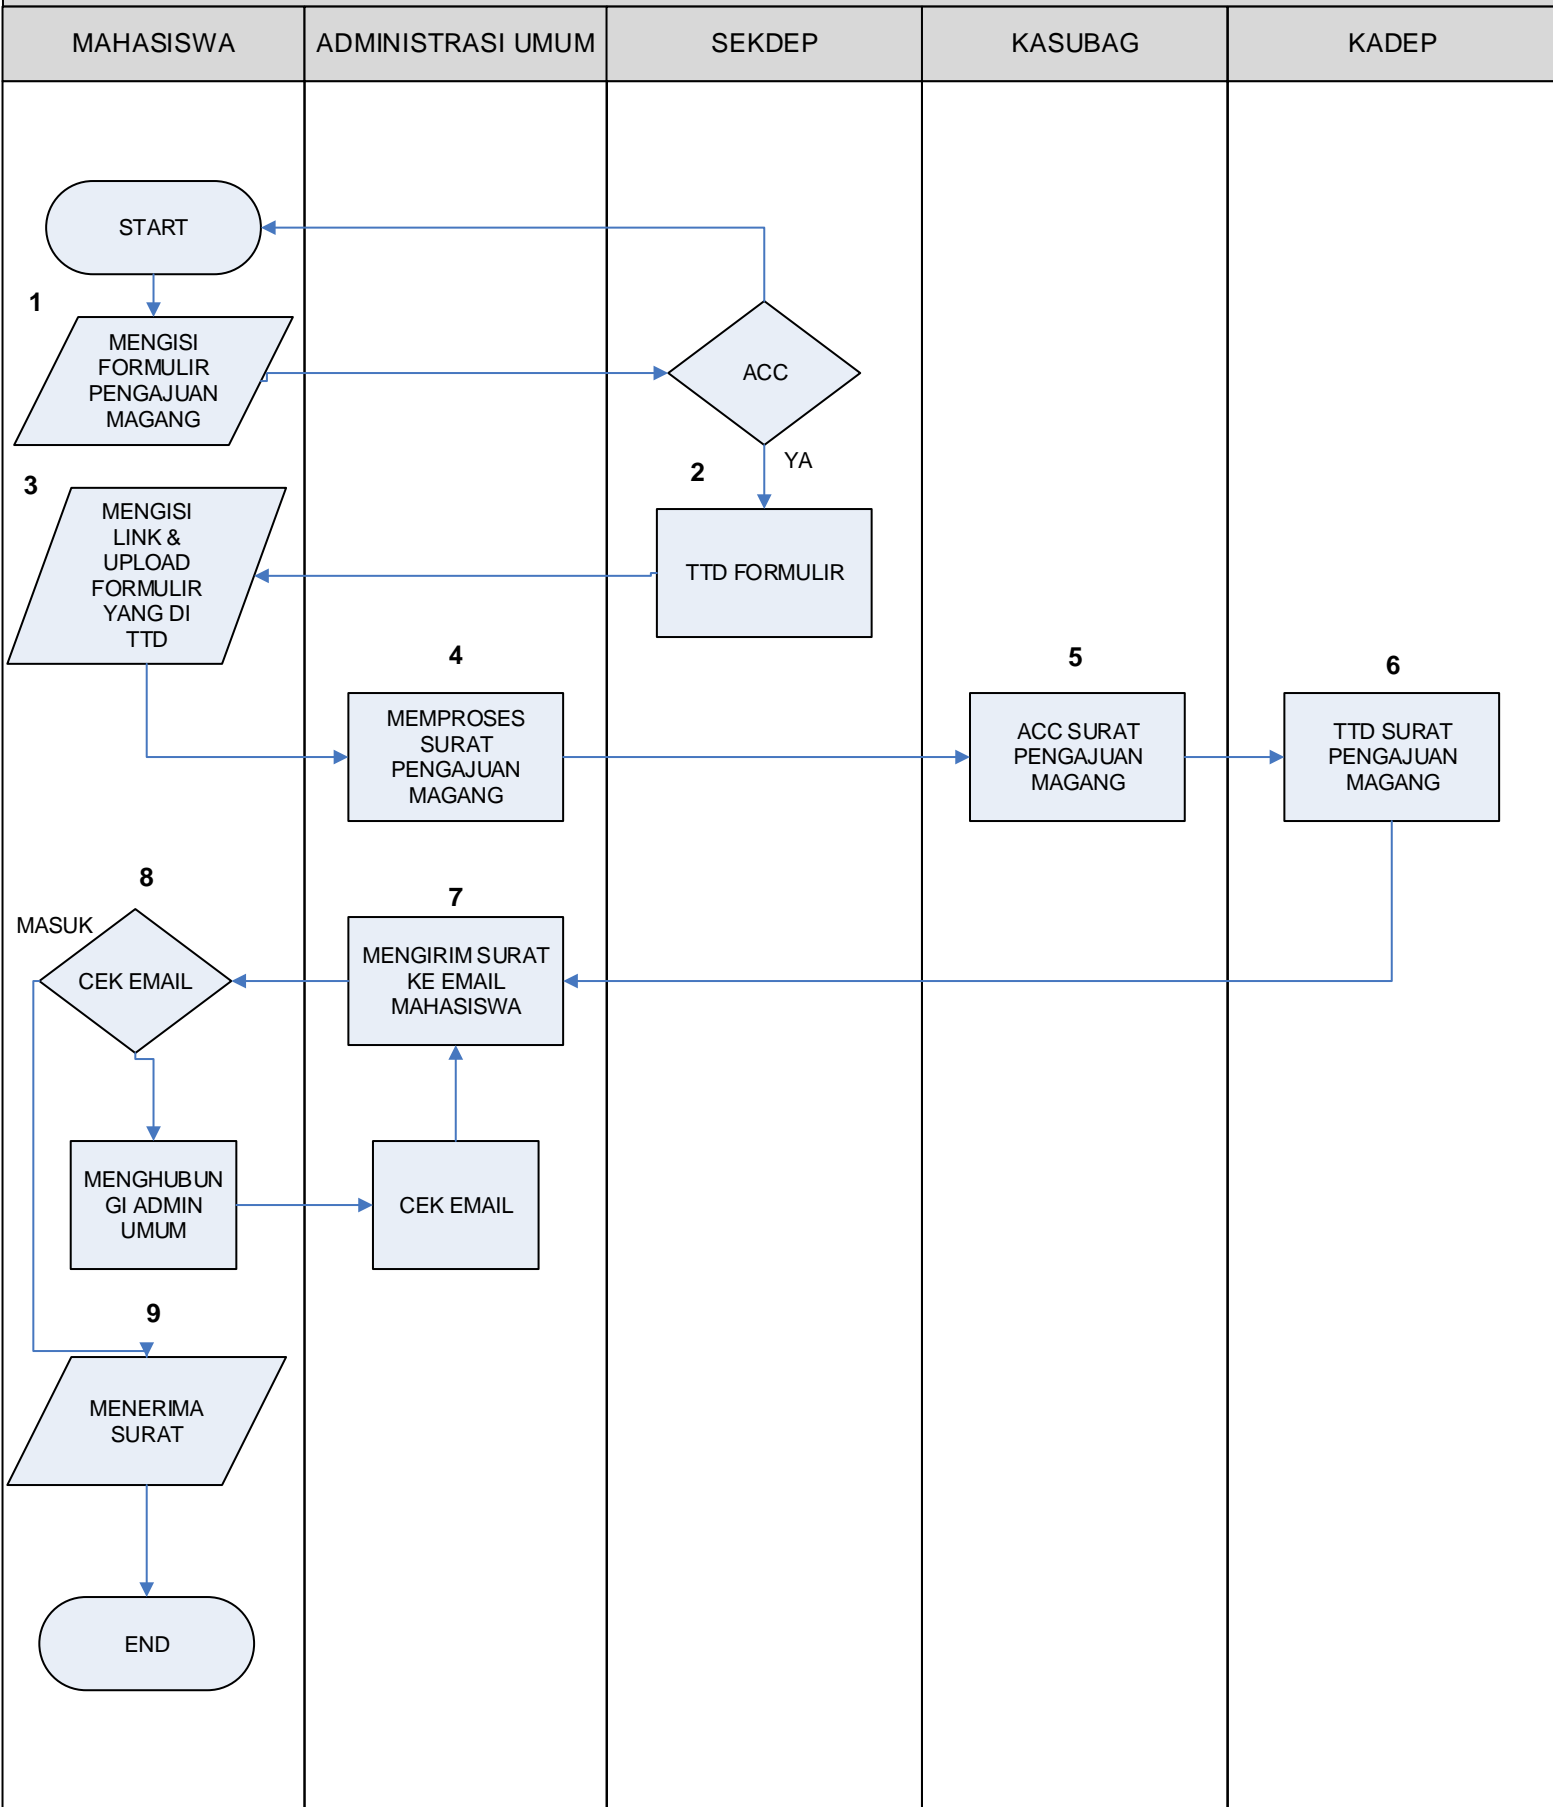 MAHASISWA
ADMINISTRASI UMUM
SEKDEP
KASUBAG
KADEP
START
1
MENGISI
FORMULIR
PENGAJUAN
MAGANG
ACC
YA
2
TTD FORMULIR
3
MENGISI
LINK &
UPLOAD
FORMULIR
YANG DI
TTD
4
MEMPROSES
SURAT
PENGAJUAN
MAGANG
5
ACC SURAT
PENGAJUAN
MAGANG
6
TTD SURAT
PENGAJUAN
MAGANG
7
MENGIRIM SURAT
KE EMAIL
MAHASISWA
8
MASUK
CEK EMAIL
MENGHUBUN
GI ADMIN
UMUM
CEK EMAIL
9
MENERIMA
SURAT
END